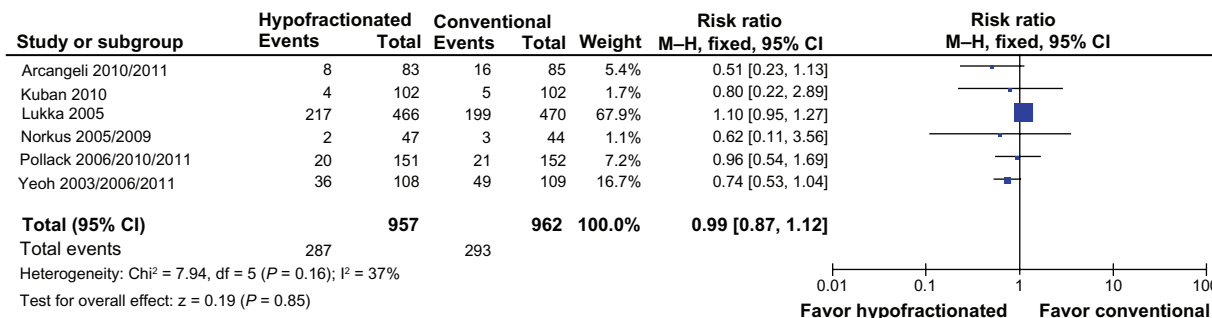 Hypofractionated Conventional Risk ratio Risk ratio
Study or subgroup Events Total Events Total Weight M–H, fixed, 95% CI M–H, fixed, 95% CI
Arcangeli 2010/2011 8 83 16 85 5.4% 0.51 [0.23, 1.13]
Kuban 2010 4 102 5 102 1.7% 0.80 [0.22, 2.89]
Lukka 2005 217 466 199 470 67.9% 1.10 [0.95, 1.27]
Norkus 2005/2009 2 47 3 44 1.1% 0.62 [0.11, 3.56]
Pollack 2006/2010/2011 20 151 21 152 7.2% 0.96 [0.54, 1.69]
Yeoh 2003/2006/2011 36 108 49 109 16.7% 0.74 [0.53, 1.04]
Total (95% CI) 957 962 100.0% 0.99 [0.87, 1.12]
Total events 287 293
Heterogeneity: Chi² = 7.94, df = 5 (P = 0.16); I² = 37%
Test for overall effect: z = 0.19 (P = 0.85)
0.01 0.1 1 10 100
Favor hypofractionated Favor conventional